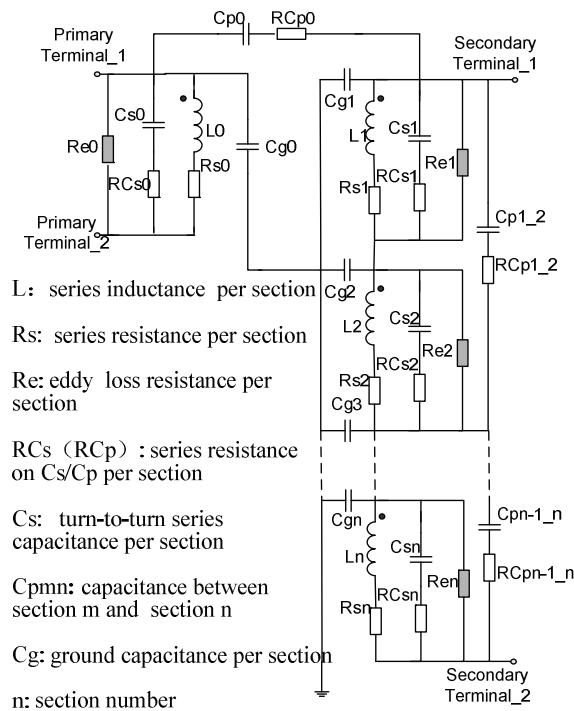 Cp0
RCp0
Primary
Terminal_1
Secondary
Terminal_1
Cs0
L0
Re0
Cg0
RCs0
Rs0
Primary
Terminal_2
Cg1
L1
Cs1
Re1
Rs1
RCs1
Cp1_2
RCp1_2
Cg2
L2
Cs2
Re2
Rs2
RCs2
Cg3
Cgn
Ln
Csn
Ren
Rsn
RCsn
Cpn-1_n
RCpn-1_n
Secondary
Terminal_2
L：series inductance per section
Rs: series resistance per section
Re: eddy loss resistance per
section
RCs（RCp）: series resistance
on Cs/Cp per section
Cs: turn-to-turn series
capacitance per section
Cpmn: capacitance between
section m and section n
Cg: ground capacitance per section
n: section number